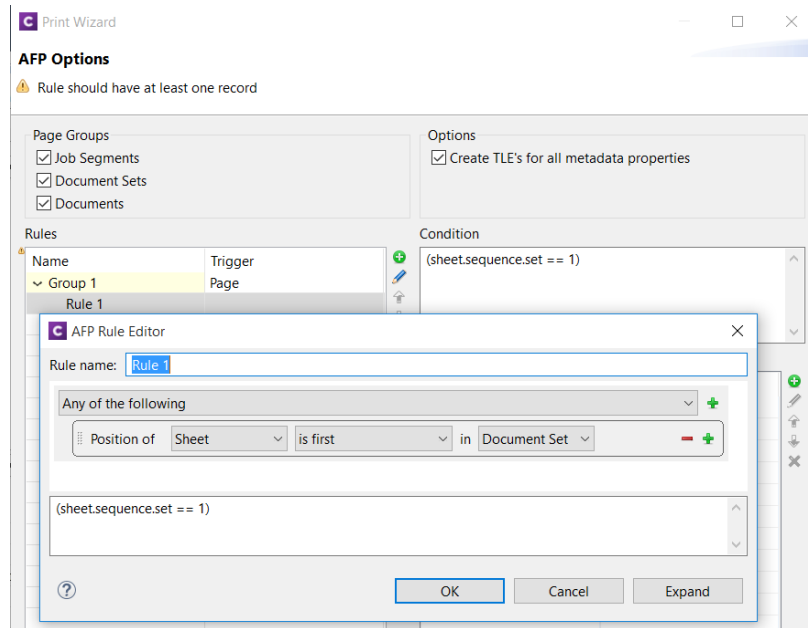 C Print Wizard
AFP Options
Rule should have at least one record
Page Groups
Job Segments
Document Sets
Documents
Options
Create TLE's for all metadata properties
Rules
Name Trigger
Group 1 Page
Rule 1
Condition
(sheet.sequence.set == 1)
C AFP Rule Editor
Rule name: Rule 1
Any of the following
Position of Sheet is first in Document Set
(sheet.sequence.set == 1)
? OK Cancel Expand